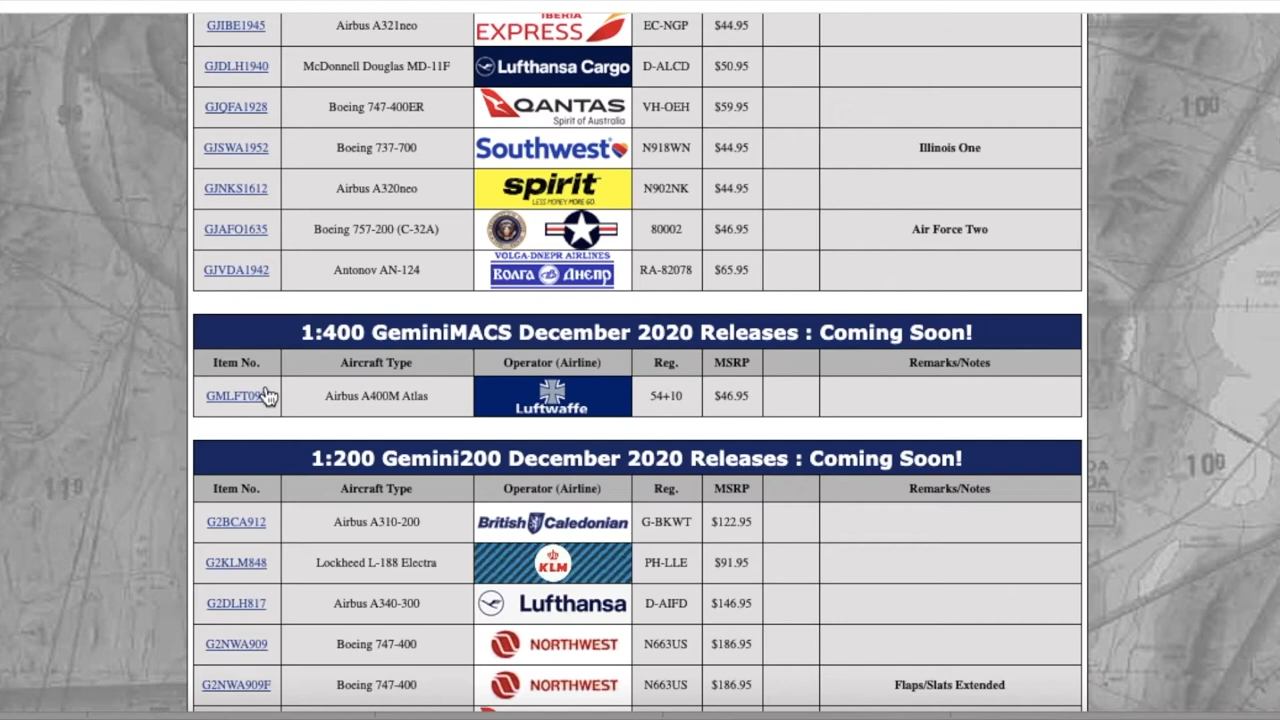 GJIBE1945 Airbus A321neo IBERIA EXPRESS EC-NGP $44.95
GJDLH1940 McDonnell Douglas MD-11F Lufthansa Cargo D-ALCD $50.95
GJQFA1928 Boeing 747-400ER QANTAS Spirit of Australia VH-OEH $59.95
GJSWA1952 Boeing 737-700 Southwest N918WN $44.95 Illinois One
GJNKS1612 Airbus A320neo spirit LESS MONEY. MORE GO. N902NK $44.95
GJAFO1635 Boeing 757-200 (C-32A) 80002 $46.95 Air Force Two
GJVDA1942 Antonov AN-124 VOLGA-DNEPR AIRLINES Волга Днепр RA-82078 $65.95
1:400 GeminiMACS December 2020 Releases : Coming Soon!
Item No. Aircraft Type Operator (Airline) Reg. MSRP Remarks/Notes
Airbus A400M Atlas Luftwaffe 54+10 $46.95
1:200 Gemini200 December 2020 Releases : Coming Soon!
Item No. Aircraft Type Operator (Airline) Reg. MSRP Remarks/Notes
G2BCA912 Airbus A310-200 British Caledonian G-BKWT $122.95
G2KLM848 Lockheed L-188 Electra KLM PH-LLE $91.95
G2DLH817 Airbus A340-300 Lufthansa D-AIFD $146.95
G2NWA909 Boeing 747-400 NORTHWEST N663US $186.95
G2NWA909F Boeing 747-400 NORTHWEST N663US $186.95 Flaps/Slats Extended